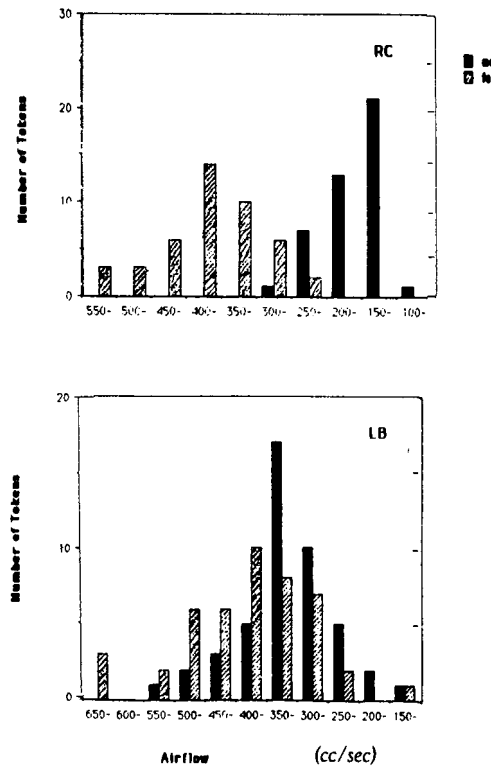 30
RC
20
Number of Tokens
10
0
550- 500- 450- 400- 350- 300- 250- 200- 150- 100-
20
LB
Number of Tokens
10
0
650- 600- 550- 500- 450- 400- 350- 300- 250- 200- 150-
Airflow (cc/sec)